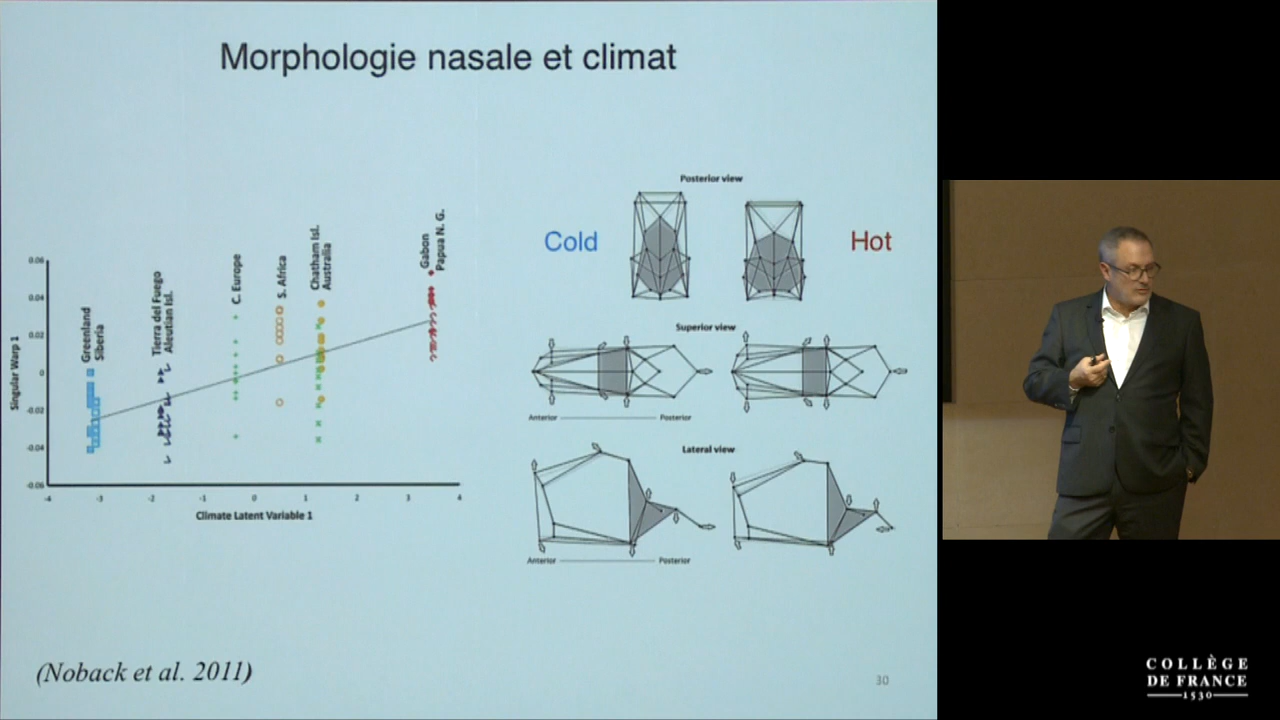 Morphologie nasale et climat
Singular Warp 1
0.06
0.04
0.02
0
-0.02
-0.04
-0.06
-4
-3
-2
-1
0
1
2
3
4
Climate Latent Variable 1
Greenland
Siberia
Tierra del Fuego
Aleutian Isl.
C. Europe
S. Africa
Chatham Isl.
Australia
Gabon
Papua N. G.
Posterior view
Cold
Hot
Superior view
Anterior
Posterior
Lateral view
Anterior
Posterior
(Noback et al. 2011)
30
COLLÈGE
DE FRANCE
1530